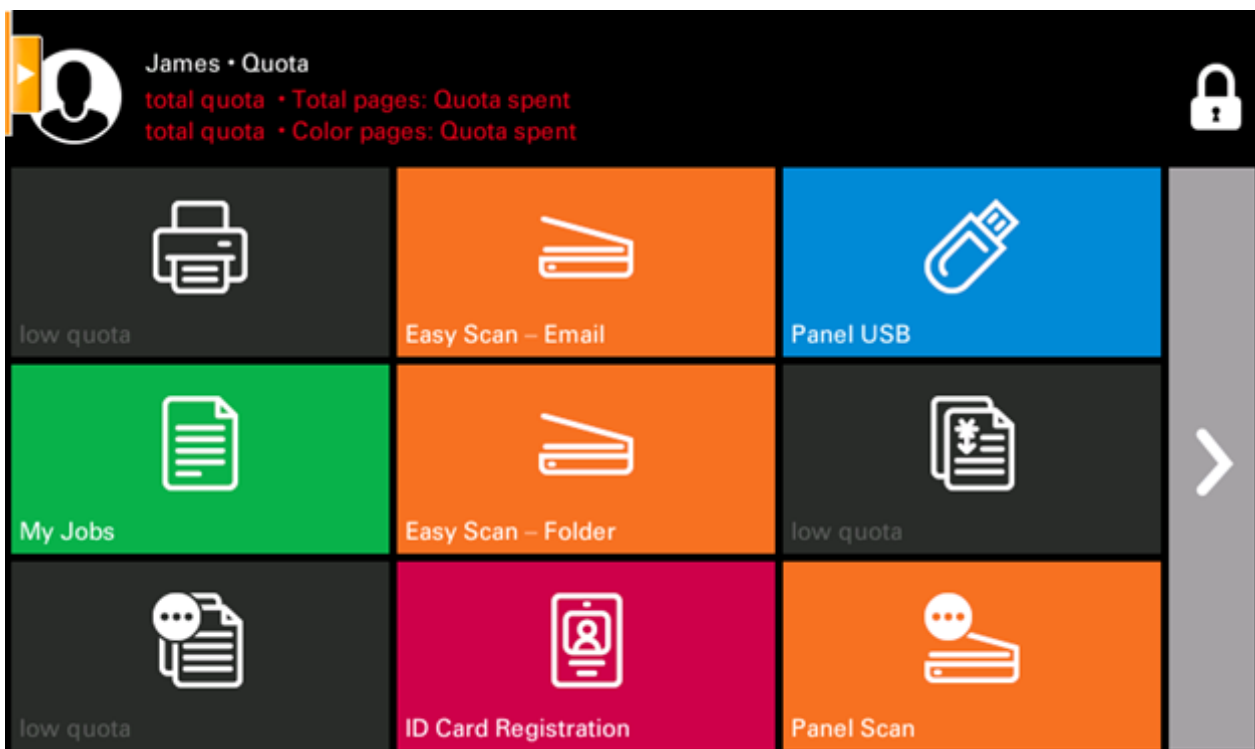 James • Quota
total quota • Total pages: Quota spent
total quota • Color pages: Quota spent
low quota
Easy Scan – Email
Panel USB
My Jobs
Easy Scan – Folder
low quota
low quota
ID Card Registration
Panel Scan